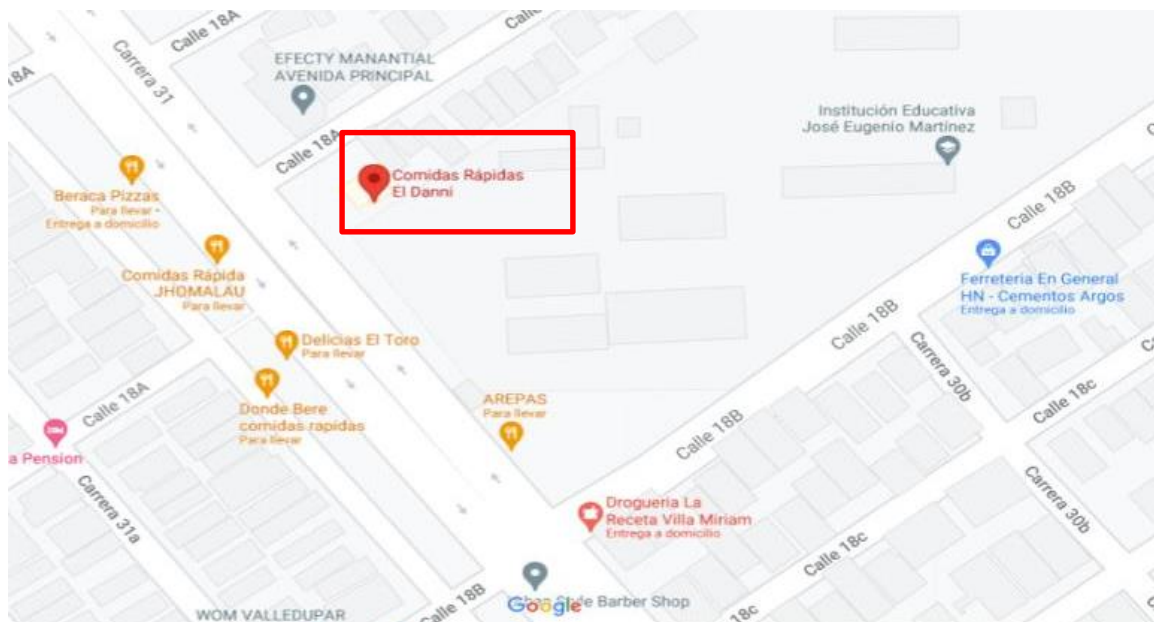 Calle 18A
Carrera 31
18A
EFECTY MANANTIAL
AVENIDA PRINCIPAL
Calle 18A
Institución Educativa
José Eugenio Martínez
Comidas Rápidas
El Danni
Beraca Pizzas
Para llevar •
Entrega a domicilio
Calle 18B
Comidas Rápida
JHOMALAU
Para llevar
Ferreteria En General
HN - Cementos Argos
Entrega a domicilio
Calle 18B
Delicias El Toro
Para llevar
Carrera 30b
Calle 18A
Donde Bere
comidas rapidas
Para llevar
AREPAS
Para llevar
Calle 18c
Calle 18B
a Pension
Carrera 31a
Carrera 30b
Drogueria La
Receta Villa Miriam
Entrega a domicilio
Calle 18c
Calle 18B
Google
Style Barber Shop
WOM VALLEDUPAR
18c